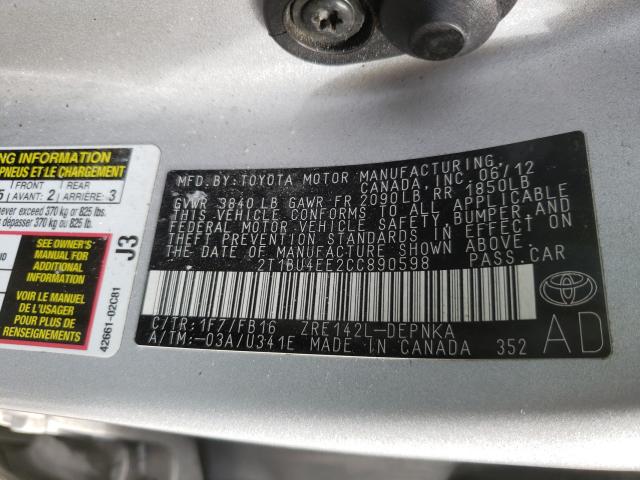 NG INFORMATION
PNEUS ET LE CHARGEMENT
5 FRONT AVANT: 2 REAR ARRIÈRE: 3
never exceed 370 kg or 825 lbs.
dépasser 370 kg ou 825 lb.
SEE OWNER'S
MANUAL FOR
ADDITIONAL
INFORMATION
VOIR LE MANUEL
DE L'USAGER
POUR PLUS DE
RENSEIGNEMENTS
J3
42661-02C81
MFD. BY: TOYOTA MOTOR MANUFACTURING,
CANADA, INC. 06/12
GVWR 3840 LB GAWR FR 2090LB RR 1850LB
THIS VEHICLE CONFORMS TO ALL APPLICABLE
FEDERAL MOTOR VEHICLE SAFETY, BUMPER, AND
THEFT PREVENTION STANDARDS IN EFFECT ON
THE DATE OF MANUFACTURE SHOWN ABOVE.
2T1BU4EE2CC890598 PASS.CAR
C/TR: 1F7/FB16 ZRE142L-DEPNKA
A/TM:-03A/U341E MADE IN CANADA 352
TOYOTA
AD